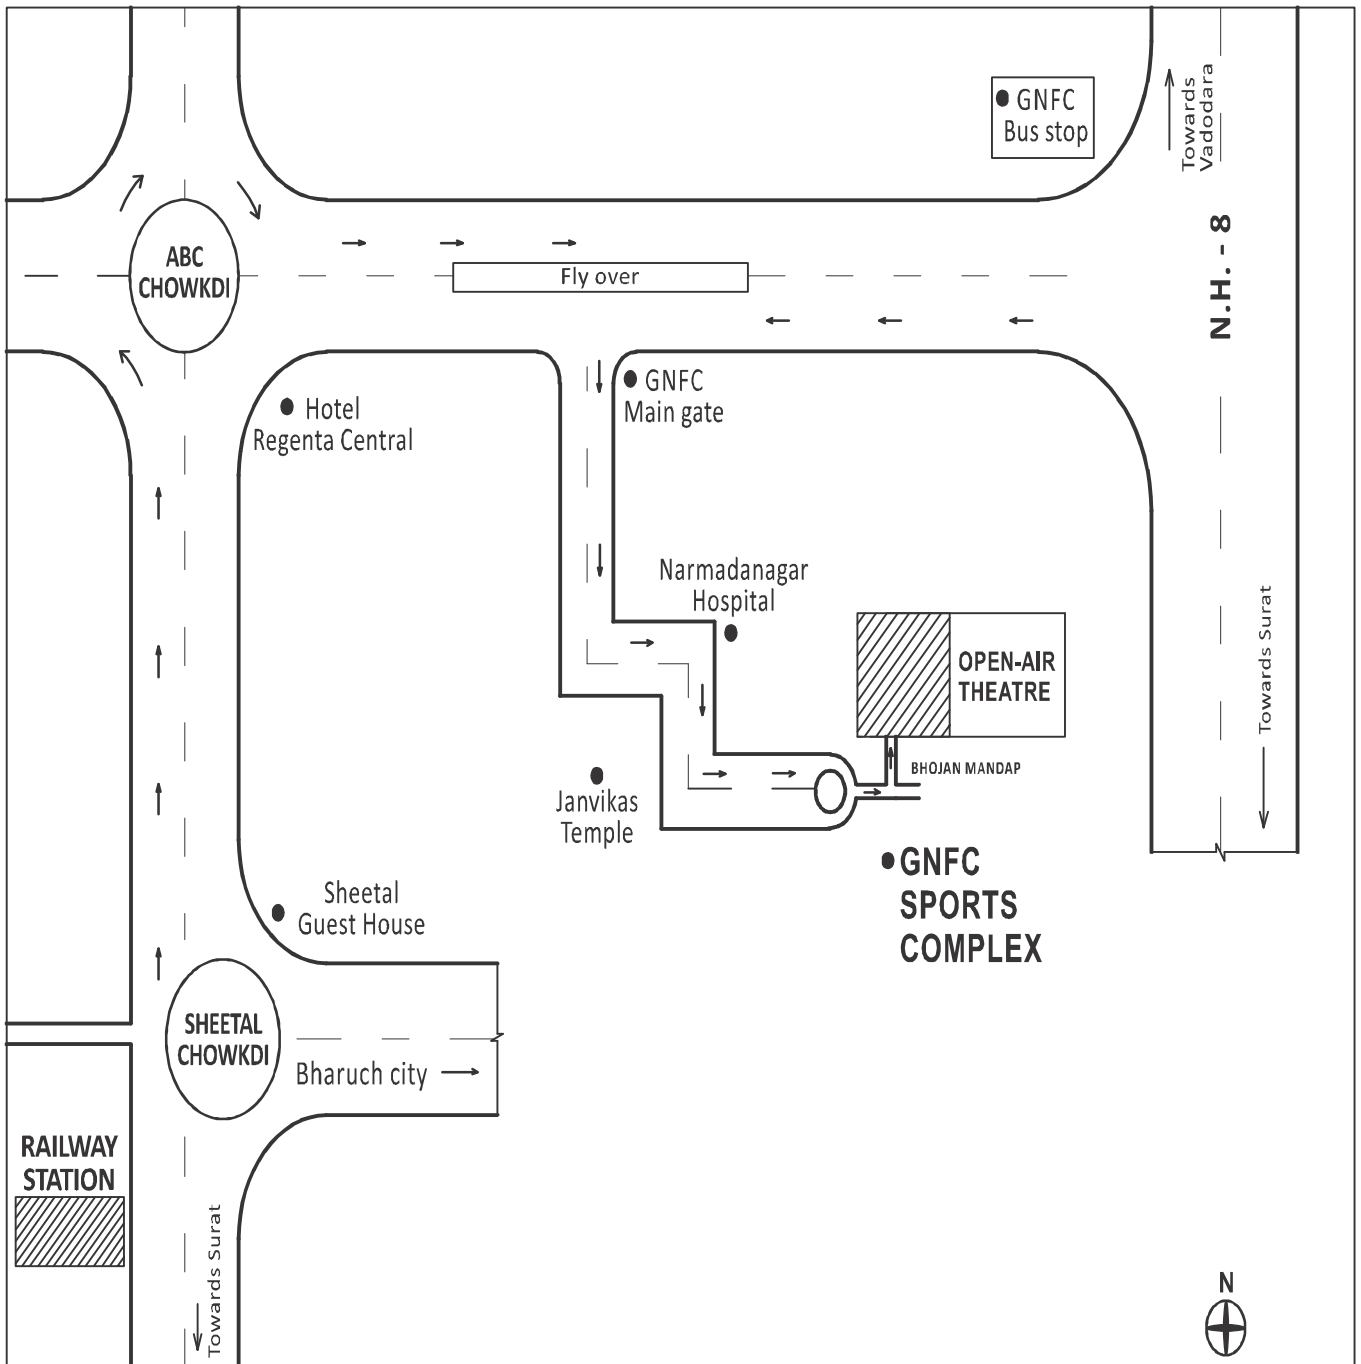 GNFC
Bus stop
Towards
Vadodara
N.H. - 8
ABC
CHOWKDI
Fly over
GNFC
Main gate
Hotel
Regenta Central
Narmadanagar
Hospital
OPEN-AIR
THEATRE
Towards Surat
BHOJAN MANDAP
Janvikas
Temple
GNFC
SPORTS
COMPLEX
Sheetal
Guest House
SHEETAL
CHOWKDI
Bharuch city
RAILWAY
STATION
Towards Surat
N